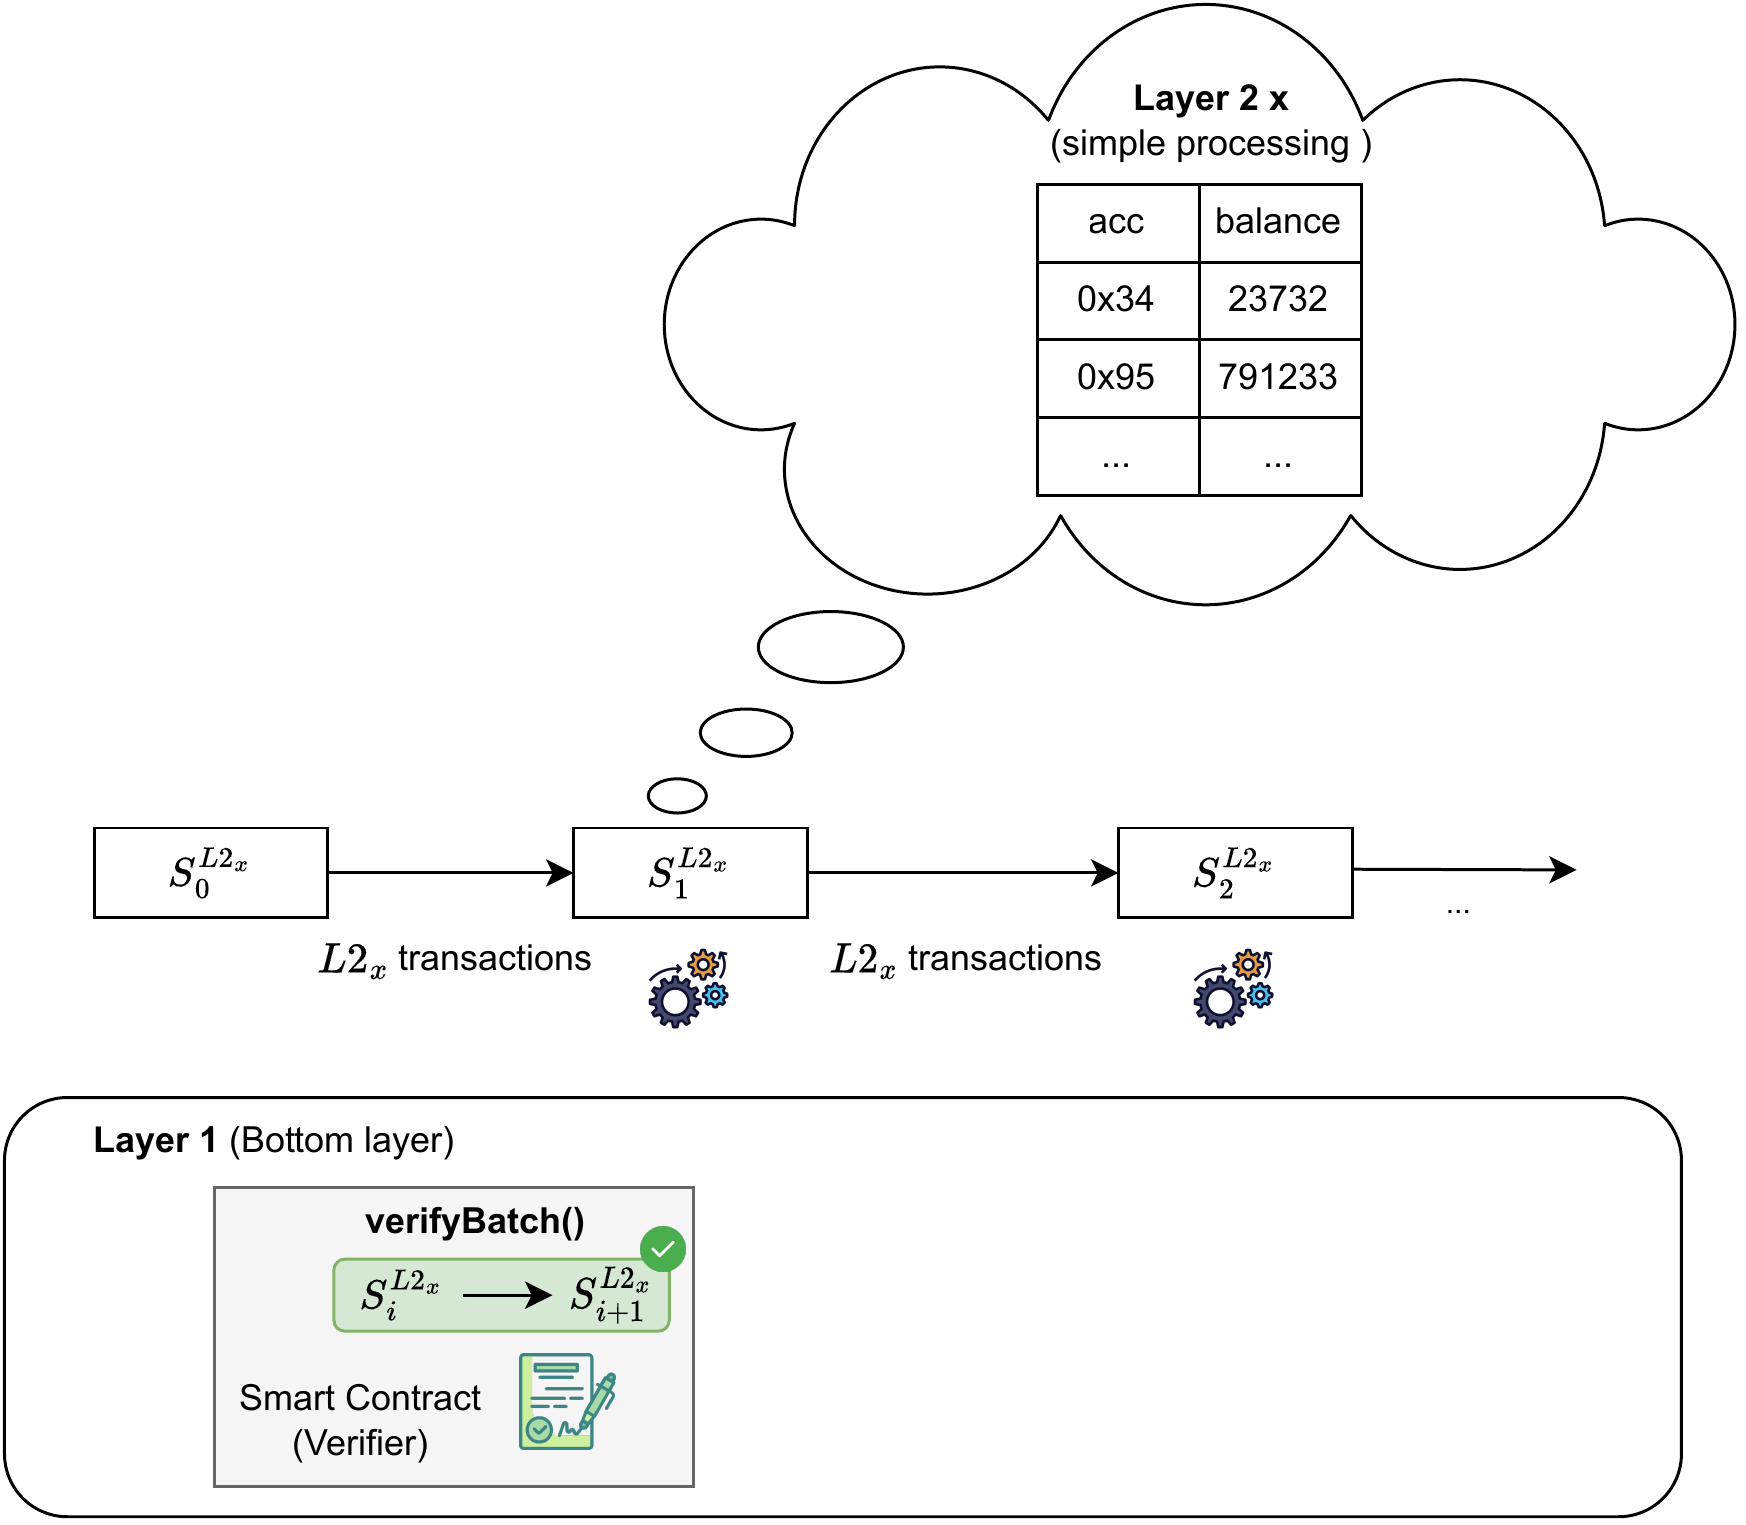 Layer 2 x
(simple processing )
acc balance
0x34 23732
0x95 791233
... ...
$S_0^{L2_x}$ $S_1^{L2_x}$ $S_2^{L2_x}$
...
$L2_x$ transactions $L2_x$ transactions
Layer 1 (Bottom layer)
verifyBatch()
$S_i^{L2_x}$ $S_{i+1}^{L2_x}$
Smart Contract
(Verifier)